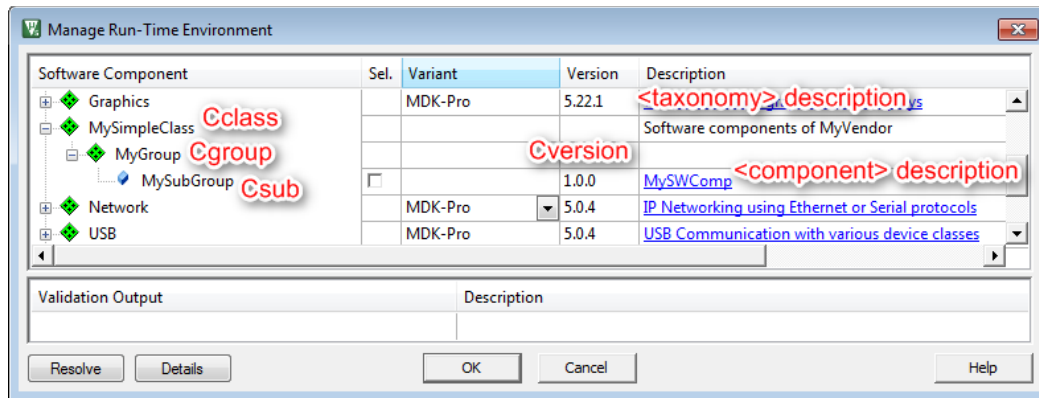 Manage Run-Time Environment
Software Component Sel. Variant Version Description
Graphics MDK-Pro 5.22.1 <taxonomy> description ys
MySimpleClass Cclass Software components of MyVendor
MyGroup Cgroup Cversion
MySubGroup Csub 1.0.0 MySWComp <component> description
Network MDK-Pro 5.0.4 IP Networking using Ethernet or Serial protocols
USB MDK-Pro 5.0.4 USB Communication with various device classes
Validation Output Description
Resolve Details OK Cancel Help